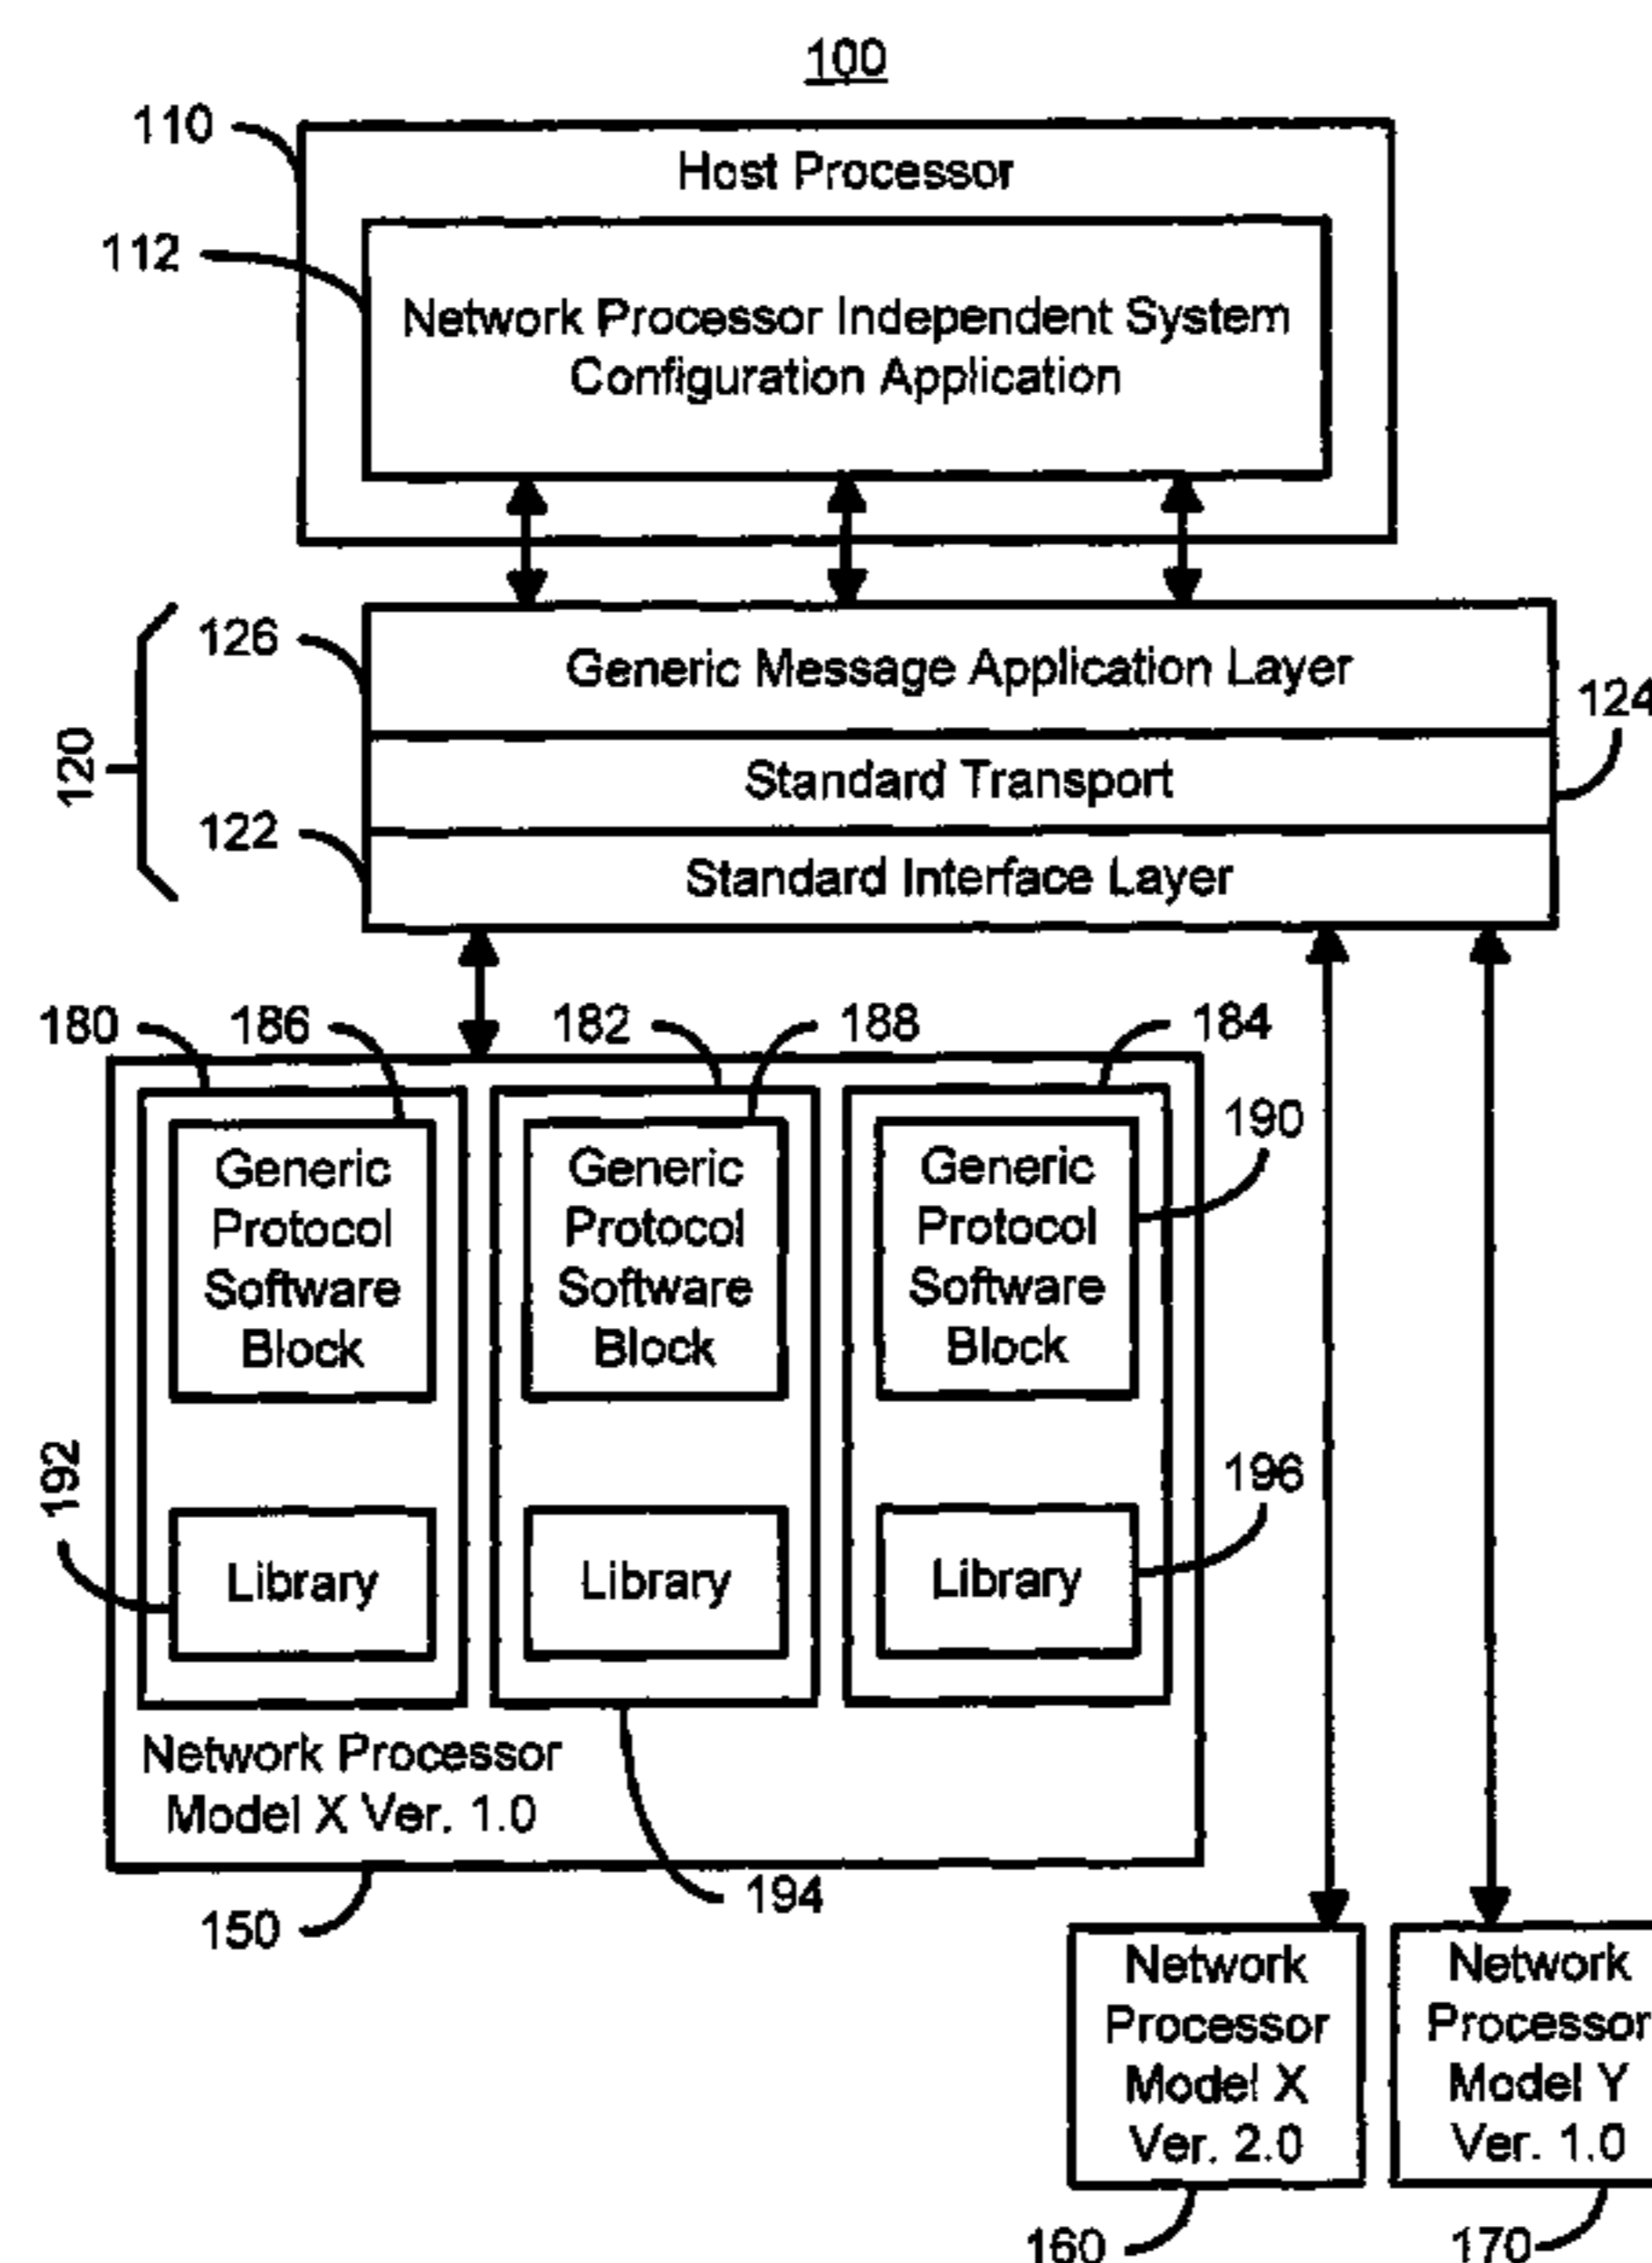 100
110
Host Processor
112
Network Processor Independent System
Configuration Application
120
126
Generic Message Application Layer
124
Standard Transport
122
Standard Interface Layer
180
186
182
188
184
190
Generic
Protocol
Software
Block
Generic
Protocol
Software
Block
Generic
Protocol
Software
Block
192
196
Library
Library
Library
Network Processor
Model X Ver. 1.0
194
150
Network
Processor
Model X
Ver. 2.0
Network
Processor
Model Y
Ver. 1.0
160
170